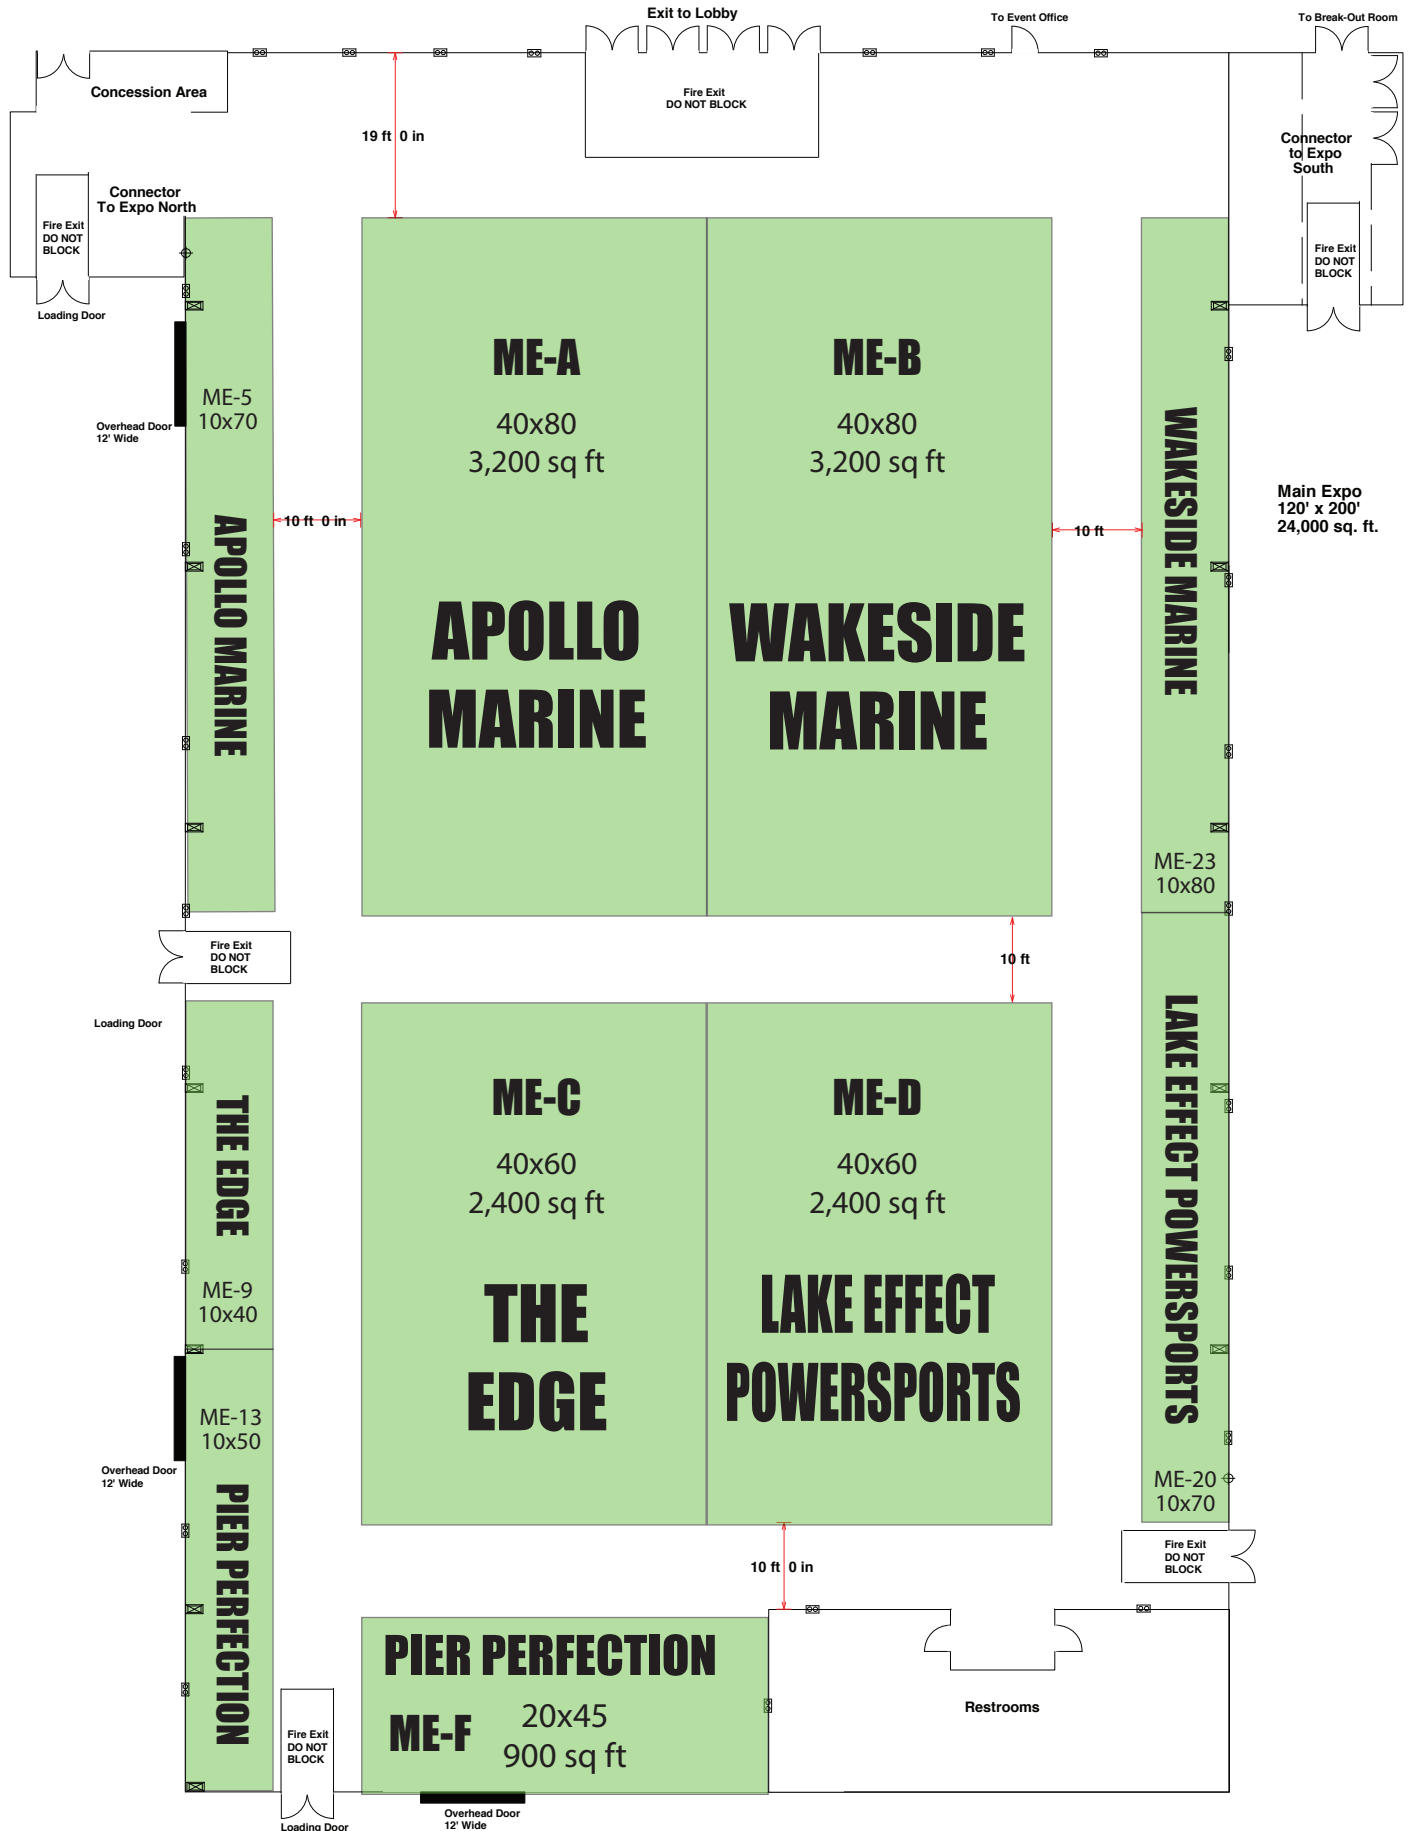 Exit to Lobby
To Event Office
To Break-Out Room
Concession Area
Fire Exit
DO NOT BLOCK
19 ft 0 in
Connector
to Expo
South
Connector
To Expo North
Fire Exit
DO NOT
BLOCK
Loading Door
Fire Exit
DO NOT
BLOCK
ME-5
10x70
Overhead Door
12' Wide
APOLLO MARINE
10 ft 0 in
ME-A
40x80
3,200 sq ft
APOLLO
MARINE
ME-B
40x80
3,200 sq ft
WAKESIDE
MARINE
10 ft
WAKESIDE MARINE
ME-23
10x80
Main Expo
120' x 200'
24,000 sq. ft.
Fire Exit
DO NOT
BLOCK
10 ft
Loading Door
THE EDGE
ME-9
10x40
ME-C
40x60
2,400 sq ft
THE
EDGE
ME-D
40x60
2,400 sq ft
LAKE EFFECT
POWERSPORTS
LAKE EFFECT POWERSPORTS
ME-20
10x70
ME-13
10x50
Overhead Door
12' Wide
PIER PERFECTION
10 ft 0 in
Fire Exit
DO NOT
BLOCK
PIER PERFECTION
ME-F
20x45
900 sq ft
Restrooms
Fire Exit
DO NOT
BLOCK
Loading Door
Overhead Door
12' Wide